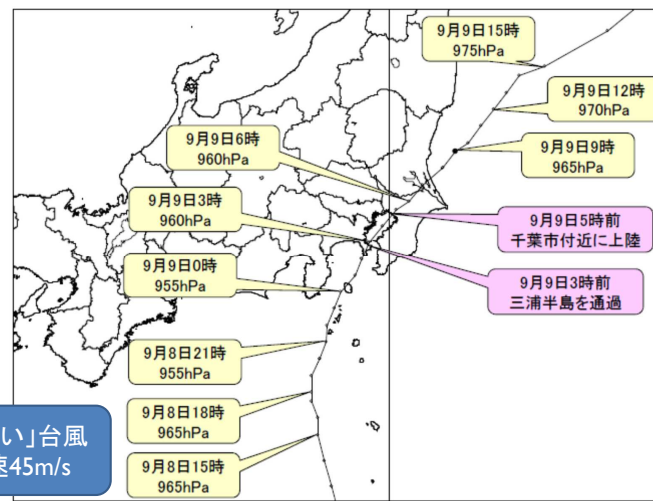 9月9日15時
975hPa
9月9日12時
970hPa
9月9日6時
960hPa
9月9日9時
965hPa
9月9日3時
960hPa
9月9日5時前
千葉市付近に上陸
9月9日0時
955hPa
9月9日3時前
三浦半島を通過
9月8日21時
955hPa
9月8日18時
965hPa
い」台風
速45m/s
9月8日15時
965hPa